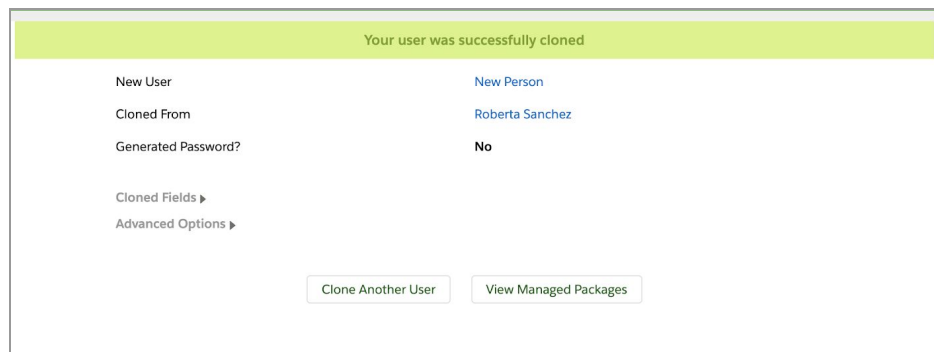 Your user was successfully cloned
New User New Person
Cloned From Roberta Sanchez
Generated Password? No
Cloned Fields
Advanced Options
Clone Another User View Managed Packages